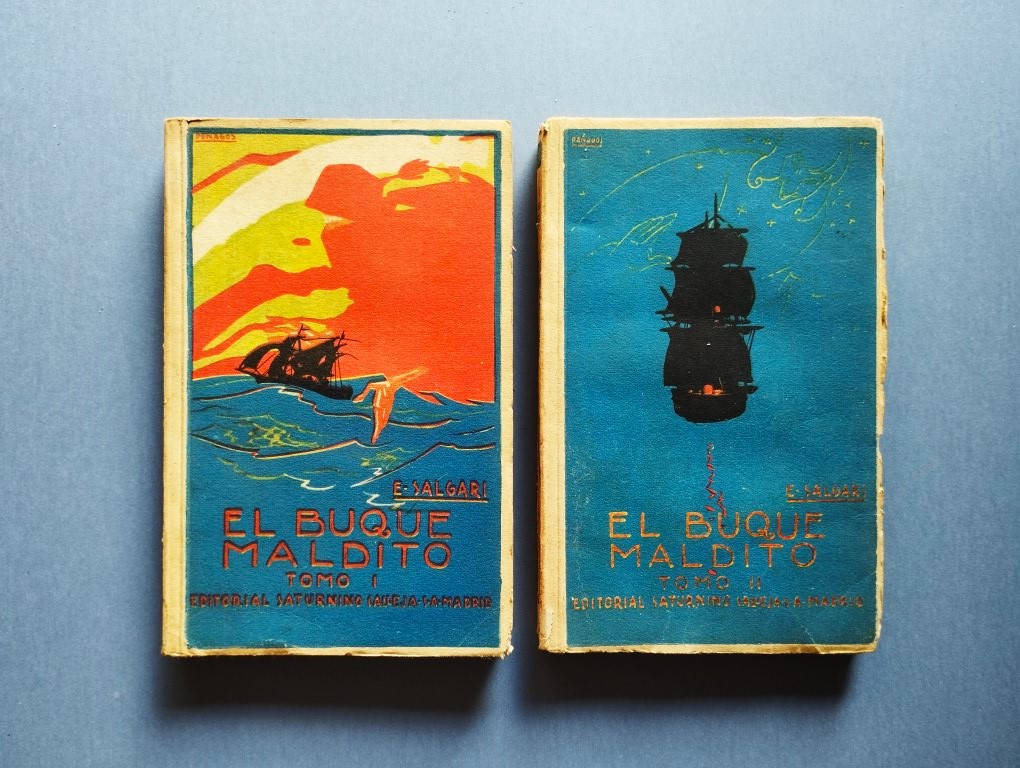 PENAGOS
E. SALGARI
EL BUQUE
MALDITO
TOMO I
EDITORIAL SATURNINO CALLEJA S.A. MADRID
PENAGOS
E. SALGARI
EL BUQUE
MALDITO
TOMO II
EDITORIAL SATURNINO CALLEJA S.A. MADRID